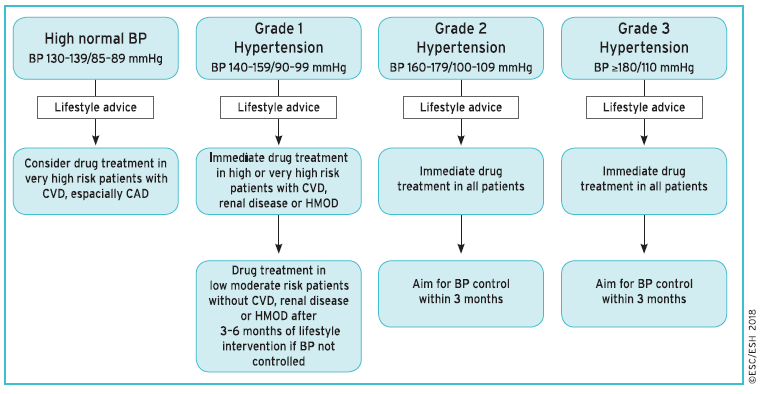 High normal BP
BP 130-139/85-89 mmHg
Lifestyle advice
Consider drug treatment in
very high risk patients with
CVD, espacially CAD
Grade 1
Hypertension
BP 140-159/90-99 mmHg
Lifestyle advice
Immediate drug treatment
in high or very high risk
patients with CVD,
renal disease or HMOD
Drug treatment in
low moderate risk patients
without CVD, renal disease
or HMOD after
3-6 months of lifestyle
intervention if BP not
controlled
Grade 2
Hypertension
BP 160-179/100-109 mmHg
Lifestyle advice
Immediate drug
treatment in all patients
Aim for BP control
within 3 months
Grade 3
Hypertension
BP ≥180/110 mmHg
Lifestyle advice
Immediate drug
treatment in all patients
Aim for BP control
within 3 months
©ESC/ESH 2018